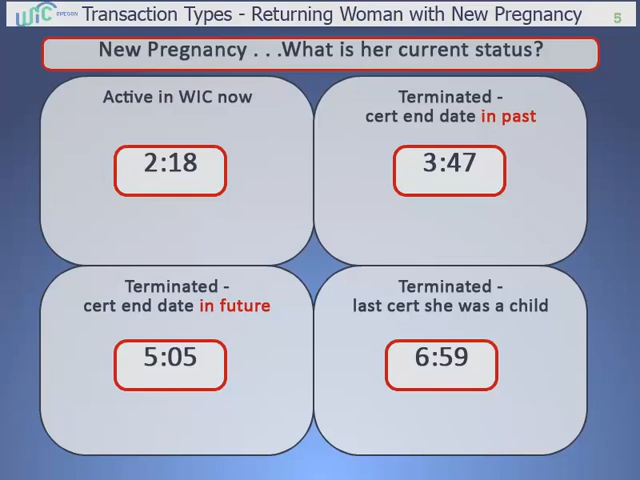 WIC OREGON
Transaction Types - Returning Woman with New Pregnancy
5
New Pregnancy . . .What is her current status?
Active in WIC now
2:18
Terminated -
cert end date in past
3:47
Terminated -
cert end date in future
5:05
Terminated -
last cert she was a child
6:59